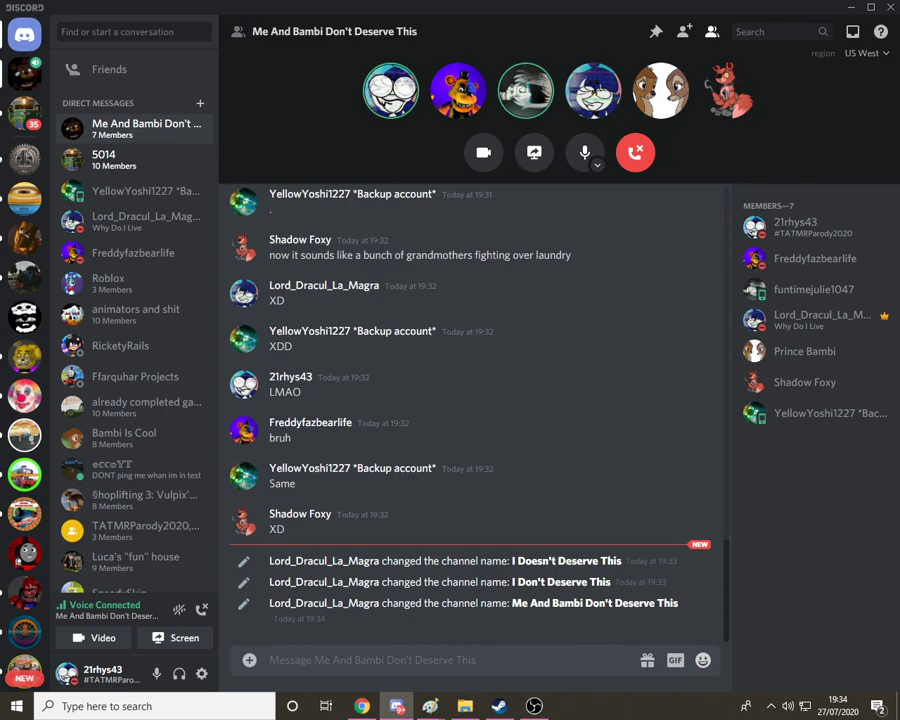 DISCORD
Find or start a conversation
Me And Bambi Don't Deserve This
Search
region
US West
Friends
DIRECT MESSAGES
Me And Bambi Don't ...
7 Members
5014
10 Members
YellowYoshi1227 *Ba...
Lord_Dracul_La_Mag...
Why Do I Live
Freddyfazbearlife
Roblox
3 Members
animators and shit
10 Members
RicketyRails
Ffarquhar Projects
already completed ga...
10 Members
Bambi Is Cool
8 Members
𝕖𝕔𝕔𝕠𝕐𝕋
DONT ping me whan im in test
§hoplifting 3: Vulpix'...
8 Members
TATMRParody2020,...
3 Members
Luca's "fun" house
9 Members
SpeedySkin
35
NEW
Voice Connected
Me And Bambi Don't Deser...
Video
Screen
21rhys43
#TATMRParo...
YellowYoshi1227 *Backup account* Today at 19:31
.
Shadow Foxy Today at 19:32
now it sounds like a bunch of grandmothers fighting over laundry
Lord_Dracul_La_Magra Today at 19:32
XD
YellowYoshi1227 *Backup account* Today at 19:32
XDD
21rhys43 Today at 19:32
LMAO
Freddyfazbearlife Today at 19:32
bruh
YellowYoshi1227 *Backup account* Today at 19:32
Same
Shadow Foxy Today at 19:32
XD
NEW
Lord_Dracul_La_Magra changed the channel name: I Doesn't Deserve This Today at 19:33
Lord_Dracul_La_Magra changed the channel name: I Don't Deserve This Today at 19:33
Lord_Dracul_La_Magra changed the channel name: Me And Bambi Don't Deserve This
Today at 19:34
Message Me And Bambi Don't Deserve This
GIF
MEMBERS—7
21rhys43
#TATMRParody2020
Freddyfazbearlife
funtimejulie1047
Lord_Dracul_La_M...
Why Do I Live
Prince Bambi
Shadow Foxy
YellowYoshi1227 *Bac...
Type here to search
19:34
27/07/2020
2